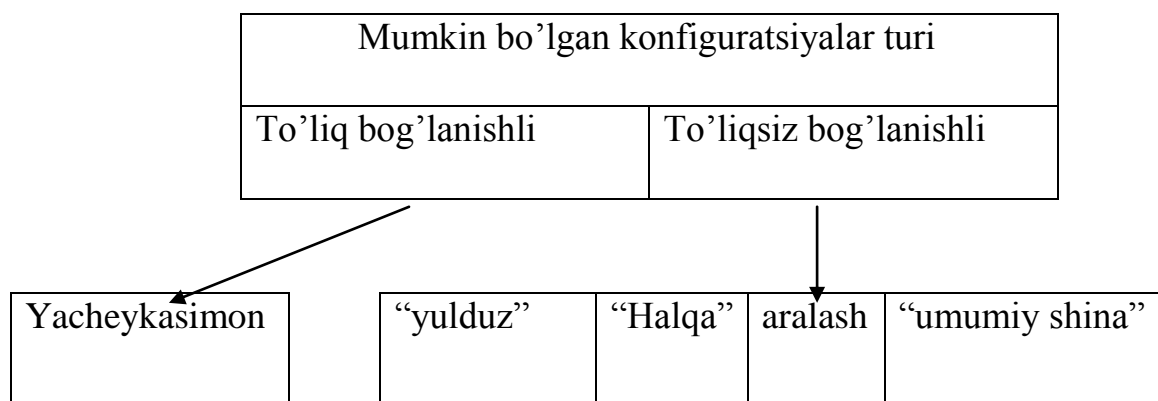 Mumkin bo’lgan konfiguratsiyalar turi
To’liq bog’lanishli
To’liqsiz bog’lanishli
Yacheykasimon
“yulduz”
“Halqa”
aralash
“umumiy shina”